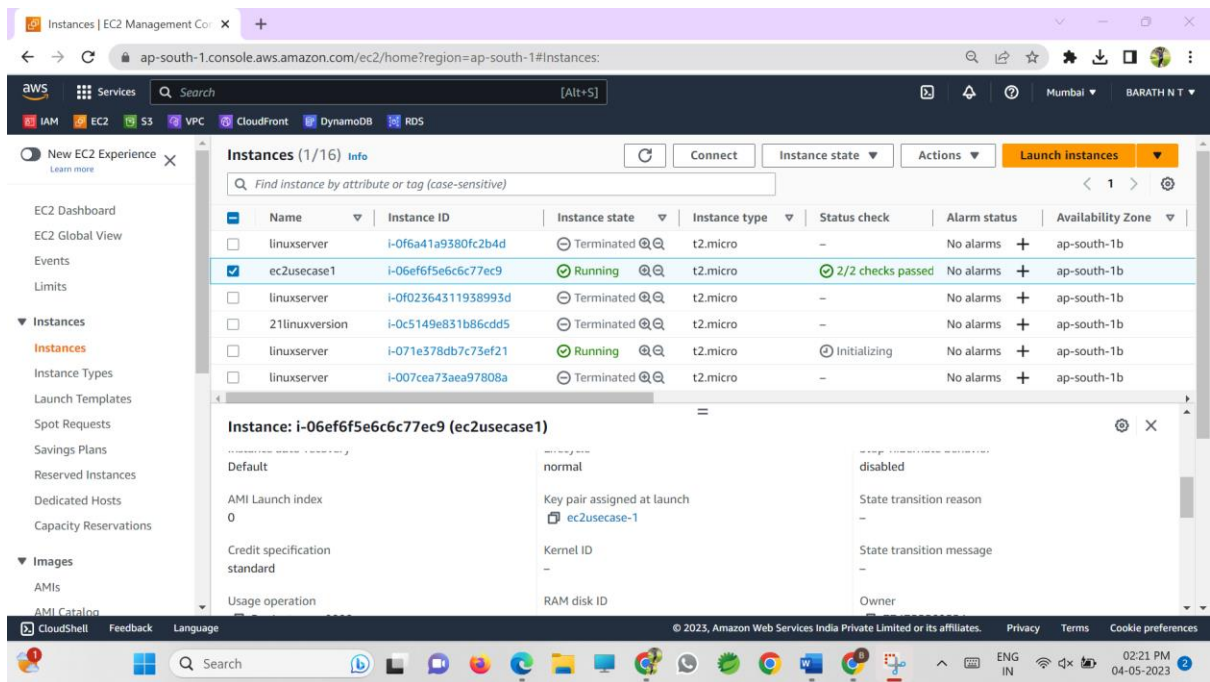 Instances | EC2 Management Con
ap-south-1.console.aws.amazon.com/ec2/home?region=ap-south-1#Instances:
aws Services Search [Alt+S] Mumbai BARATH N T
IAM EC2 S3 VPC CloudFront DynamoDB RDS
New EC2 Experience
Learn more
EC2 Dashboard
EC2 Global View
Events
Limits
Instances
Instances
Instance Types
Launch Templates
Spot Requests
Savings Plans
Reserved Instances
Dedicated Hosts
Capacity Reservations
Images
AMIs
AMI Catalog
Instances (1/16) Info Connect Instance state Actions Launch instances
Find instance by attribute or tag (case-sensitive) 1
Name Instance ID Instance state Instance type Status check Alarm status Availability Zone
linuxserver i-0f6a41a9380fc2b4d Terminated t2.micro – No alarms + ap-south-1b
ec2usecase1 i-06ef6f5e6c6c77ec9 Running t2.micro 2/2 checks passed No alarms + ap-south-1b
linuxserver i-0f02364311938993d Terminated t2.micro – No alarms + ap-south-1b
21linuxversion i-0c5149e831b86cdd5 Terminated t2.micro – No alarms + ap-south-1b
linuxserver i-071e378db7c73ef21 Running t2.micro Initializing No alarms + ap-south-1b
linuxserver i-007cea73aea97808a Terminated t2.micro – No alarms + ap-south-1b
Instance: i-06ef6f5e6c6c77ec9 (ec2usecase1)
Default normal disabled
AMI Launch index Key pair assigned at launch State transition reason
0 ec2usecase-1 –
Credit specification Kernel ID State transition message
standard – –
Usage operation RAM disk ID Owner
CloudShell Feedback Language © 2023, Amazon Web Services India Private Limited or its affiliates. Privacy Terms Cookie preferences
Search ENG 02:21 PM
IN 04-05-2023 2